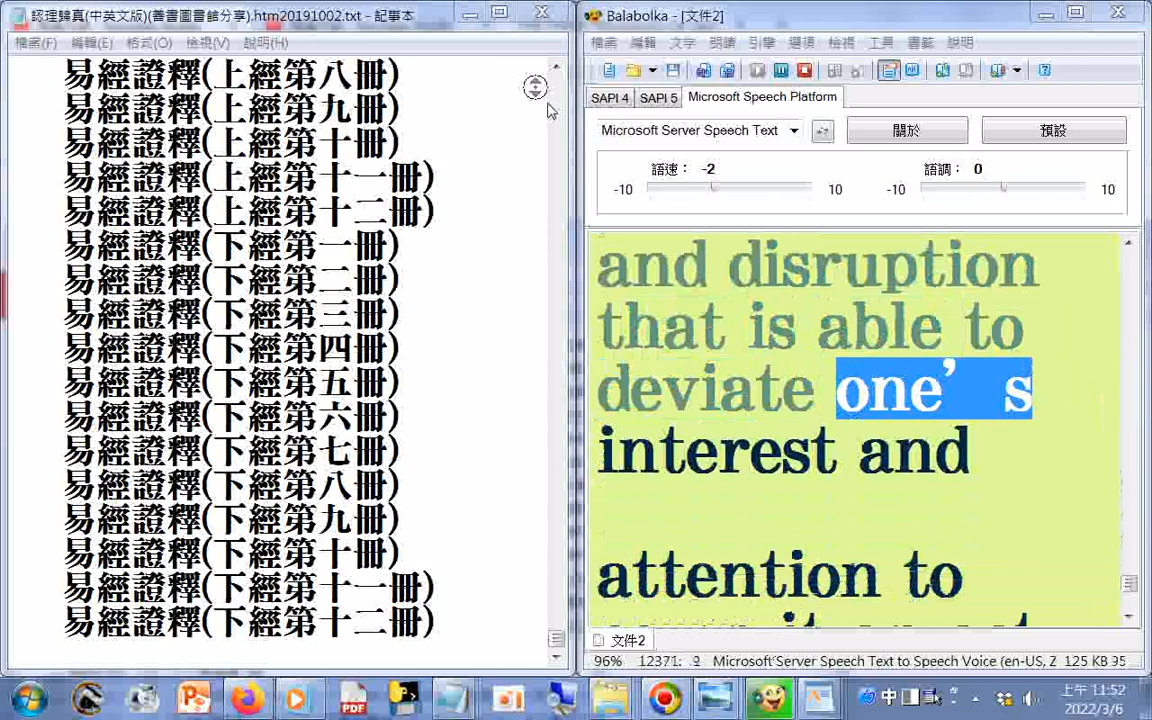 認理歸真(中英文版)(善書圖書館分享).htm20191002.txt - 記事本
檔案(F) 編輯(E) 格式(O) 檢視(V) 說明(H)
易經證釋(上經第八冊)
易經證釋(上經第九冊)
易經證釋(上經第十冊)
易經證釋(上經第十一冊)
易經證釋(上經第十二冊)
易經證釋(下經第一冊)
易經證釋(下經第二冊)
易經證釋(下經第三冊)
易經證釋(下經第四冊)
易經證釋(下經第五冊)
易經證釋(下經第六冊)
易經證釋(下經第七冊)
易經證釋(下經第八冊)
易經證釋(下經第九冊)
易經證釋(下經第十冊)
易經證釋(下經第十一冊)
易經證釋(下經第十二冊)
Balabolka - [文件2]
檔案 編輯 文字 朗讀 引擎 選項 檢視 工具 書籤 說明
SAPI 4 SAPI 5 Microsoft Speech Platform
Microsoft Server Speech Text 關於 預設
語速： -2 語調： 0
-10 10 -10 10
and disruption
that is able to
deviate one’ s
interest and
attention to
文件2
96% 12371: Microsoft Server Speech Text to Speech Voice (en-US, Z 125 KB 95
PDF 中 上午 11:52
2022/3/6